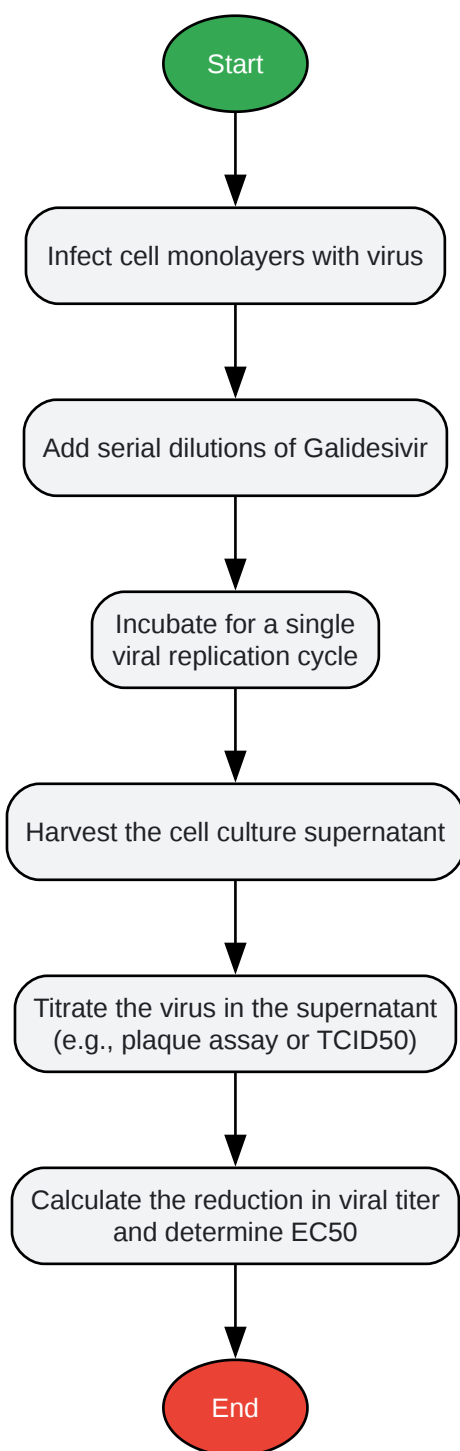 Start
Infect cell monolayers with virus
Add serial dilutions of Galidesivir
Incubate for a single
viral replication cycle
Harvest the cell culture supernatant
Titrate the virus in the supernatant
(e.g., plaque assay or TCID50)
Calculate the reduction in viral titer
and determine EC50
End